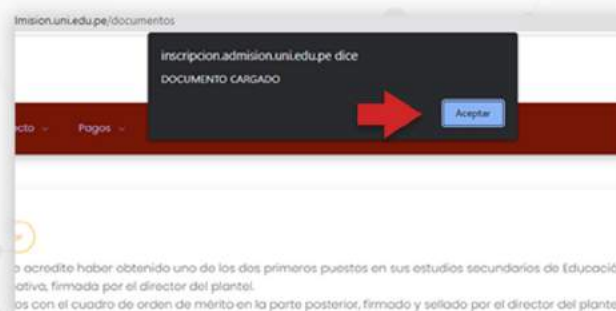 lmision.uni.edu.pe/documentos
inscripcion.admision.uni.edu.pe dice
DOCUMENTO CARGADO
Aceptar
ecto
Pagos
o acredite haber obtenido uno de los dos primeros puestos en sus estudios secundarios de Educació
ativa, firmada por el director del plantel.
os con el cuadro de orden de mérito en la parte posterior, firmado y sellado por el director del plante